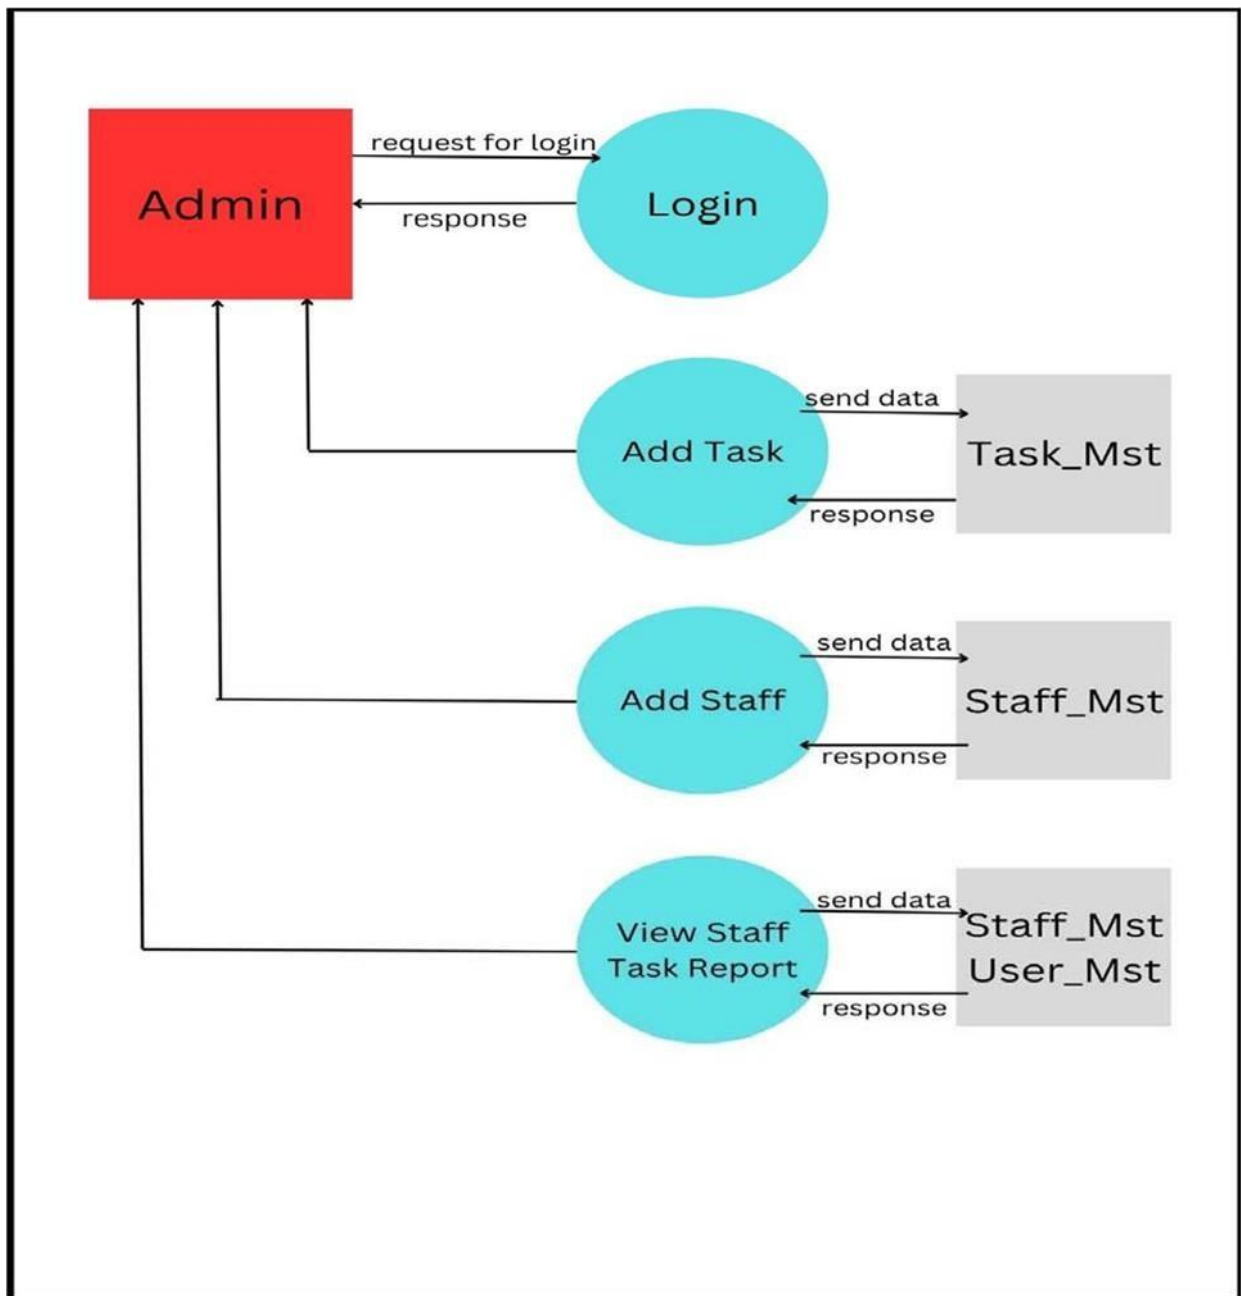 request for login
Admin
Login
response
send data
Add Task
Task_Mst
response
send data
Add Staff
Staff_Mst
response
send data
View Staff
Task Report
Staff_Mst
User_Mst
response